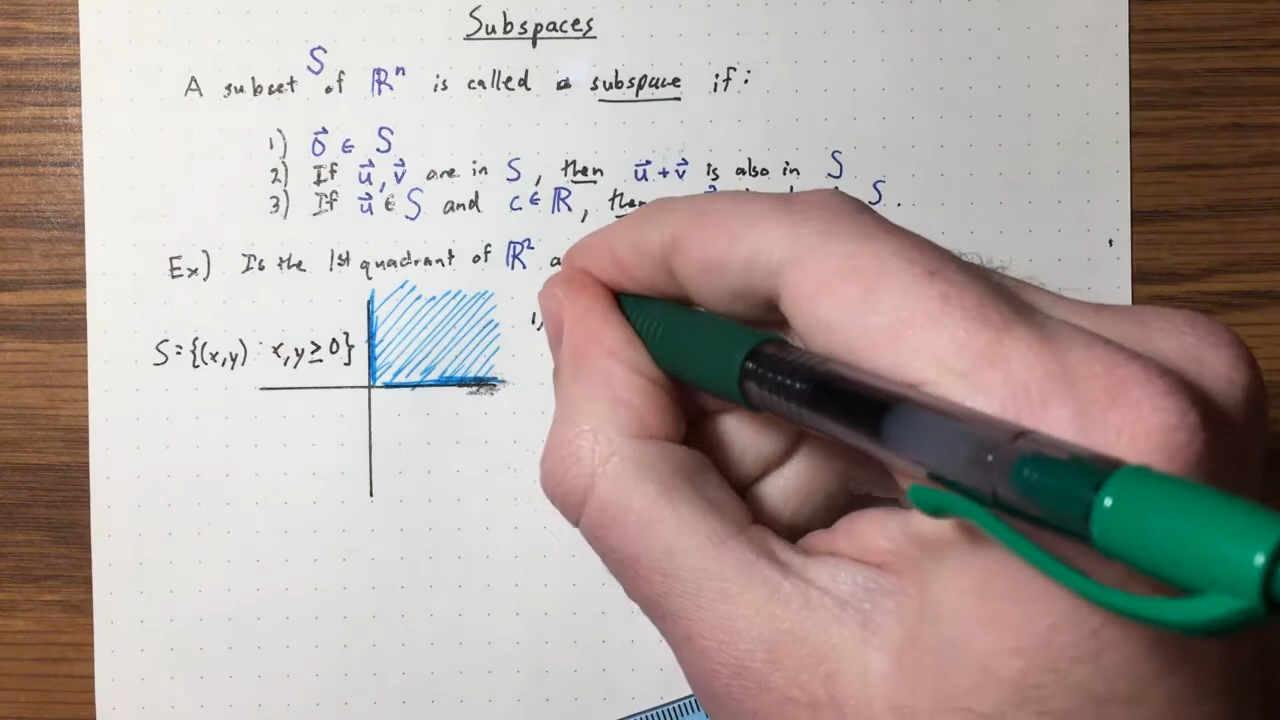 Subspaces
A subset S of ℝⁿ is called a subspace if:
1) 0⃗ ∈ S
2) If u⃗, v⃗ are in S, then u⃗ + v⃗ is also in S
3) If u⃗ ∈ S and c ∈ ℝ, then S.
Ex) Is the 1st quadrant of ℝ² a
S = {(x,y) : x,y ≥ 0}